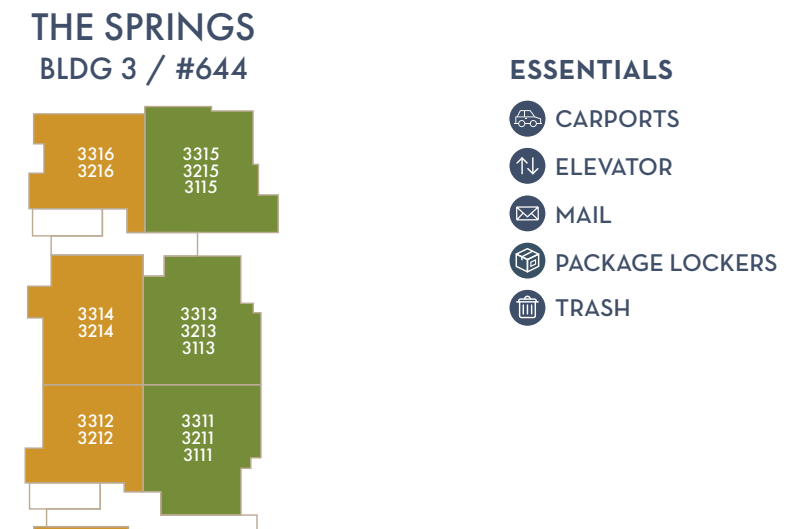 THE SPRINGS
BLDG 3 / #644
3316
3216
3315
3215
3115
3314
3214
3313
3213
3113
3312
3212
3311
3211
3111
ESSENTIALS
CARPORTS
ELEVATOR
MAIL
PACKAGE LOCKERS
TRASH